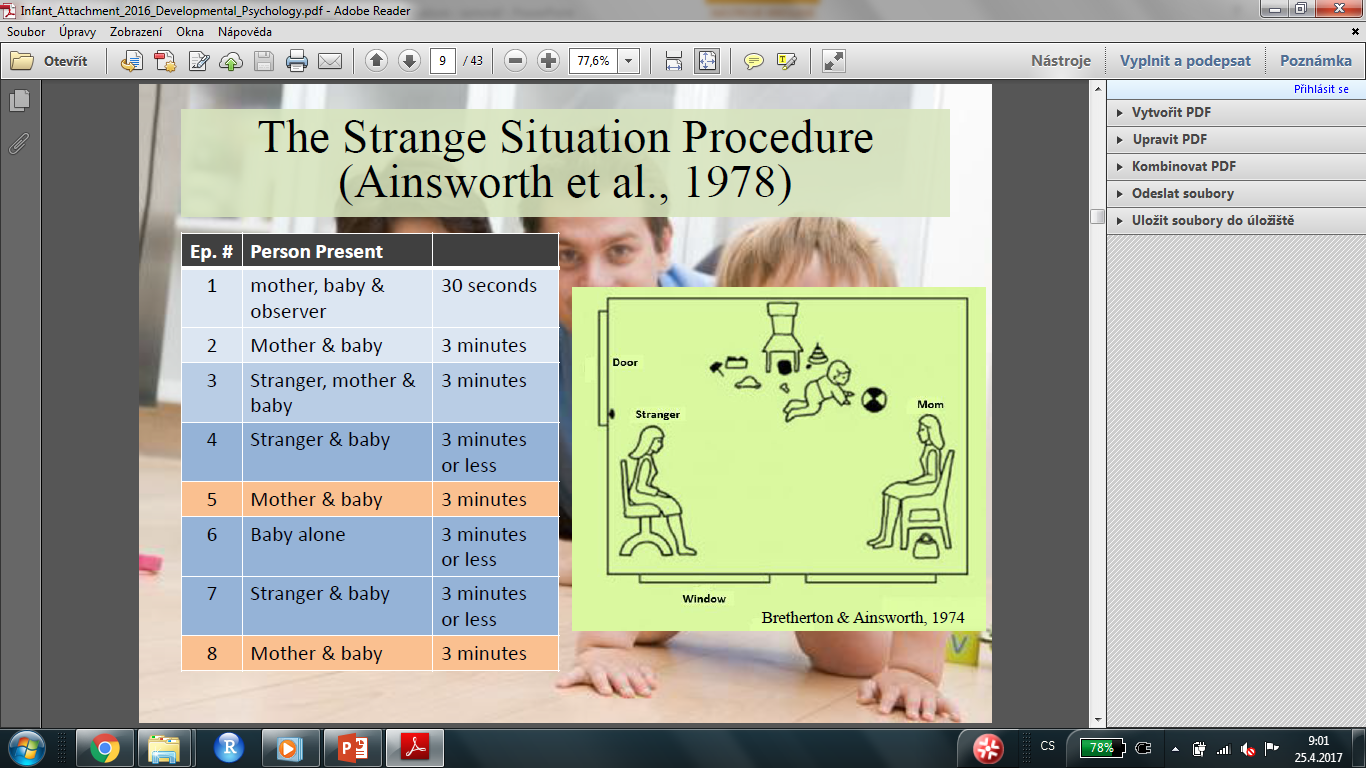 Infant_Attachment_2016_Developmental_Psychology.pdf - Adobe Reader
Soubor Úpravy Zobrazení Okna Nápověda
Otevřít 9 / 43 77,6% Nástroje Vyplnit a podepsat Poznámka
Přihlásit se
Vytvořit PDF
Upravit PDF
Kombinovat PDF
Odeslat soubory
Uložit soubory do úložiště
The Strange Situation Procedure
(Ainsworth et al., 1978)
Ep. # Person Present
1 mother, baby & 30 seconds
observer
2 Mother & baby 3 minutes
3 Stranger, mother & 3 minutes
baby
4 Stranger & baby 3 minutes
or less
5 Mother & baby 3 minutes
6 Baby alone 3 minutes
or less
7 Stranger & baby 3 minutes
or less
8 Mother & baby 3 minutes
Door
Stranger
Mom
Window
Bretherton & Ainsworth, 1974
R
P
CS 78% 9:01
25.4.2017